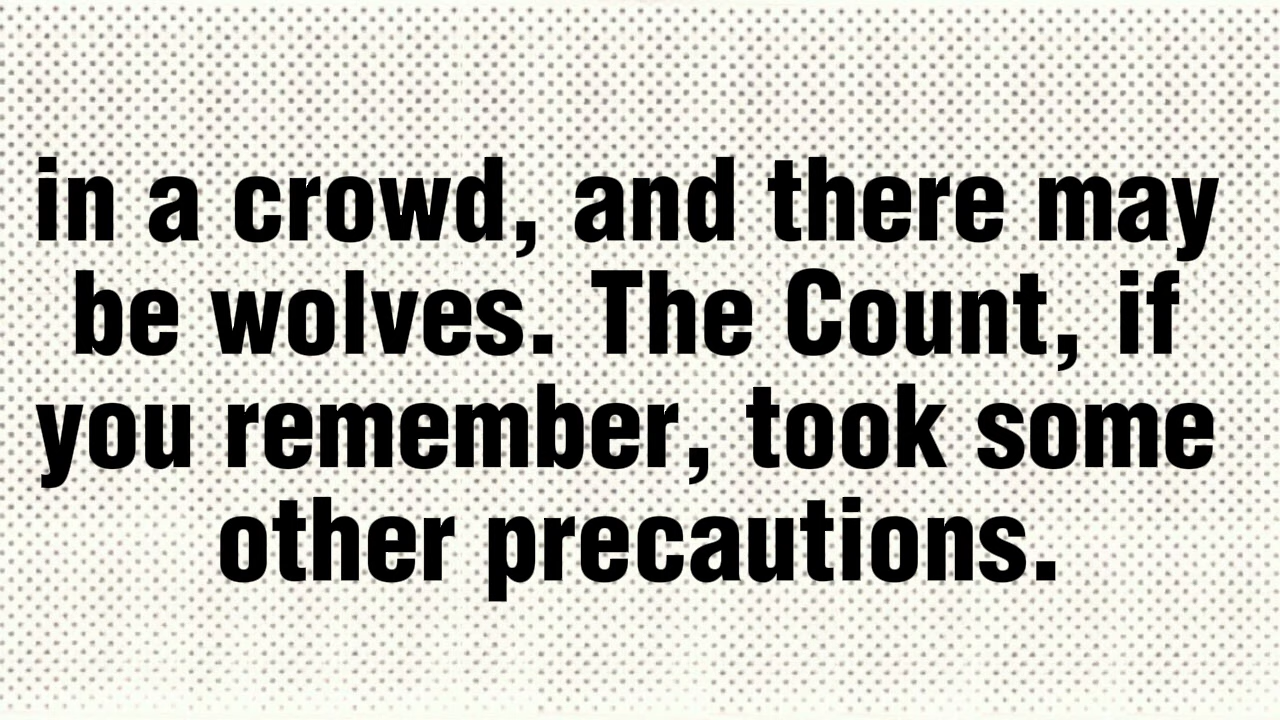 in a crowd, and there may
be wolves. The Count, if
you remember, took some
other precautions.